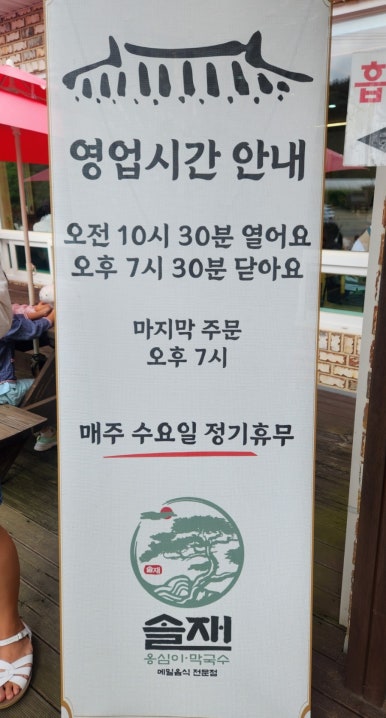 영업시간 안내
흡
오전 10시 30분 열어요
오후 7시 30분 닫아요
마지막 주문
오후 7시
매주 수요일 정기휴무
솔재
솔재
옹심이·막국수
메밀음식 전문점